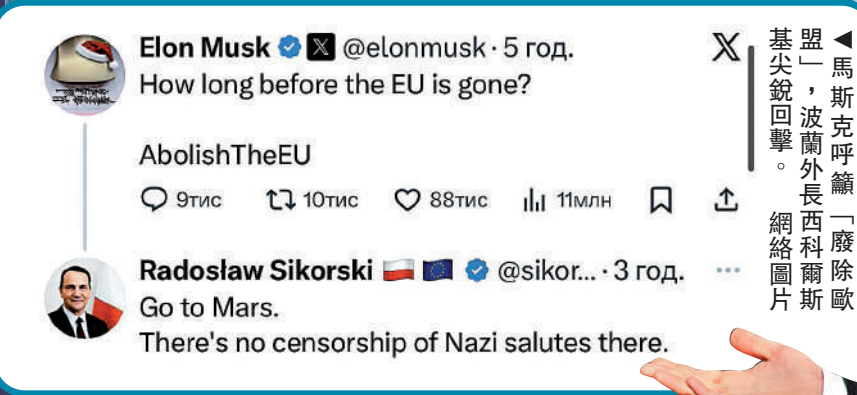 Elon Musk @elonmusk · 5 год.
How long before the EU is gone?
AbolishTheEU
9тис 10тис 88тис 11млн
Radosław Sikorski 🇵🇱 🇪🇺 @sikor... · 3 год.
Go to Mars.
There's no censorship of Nazi salutes there.
◀馬斯克呼籲「廢除歐
盟」，波蘭外長西科爾斯
基尖銳回擊。 網絡圖片